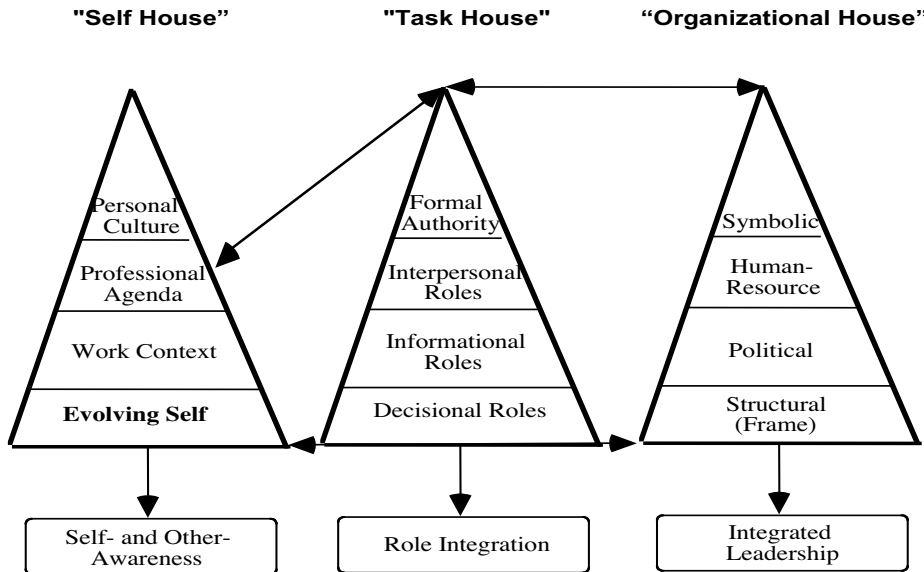 "Self House”
"Task House"
“Organizational House”
Personal
Culture
Professional
Agenda
Work Context
Evolving Self
Formal
Authority
Interpersonal
Roles
Informational
Roles
Decisional Roles
Symbolic
Human-
Resource
Political
Structural
(Frame)
Self- and Other-
Awareness
Role Integration
Integrated
Leadership